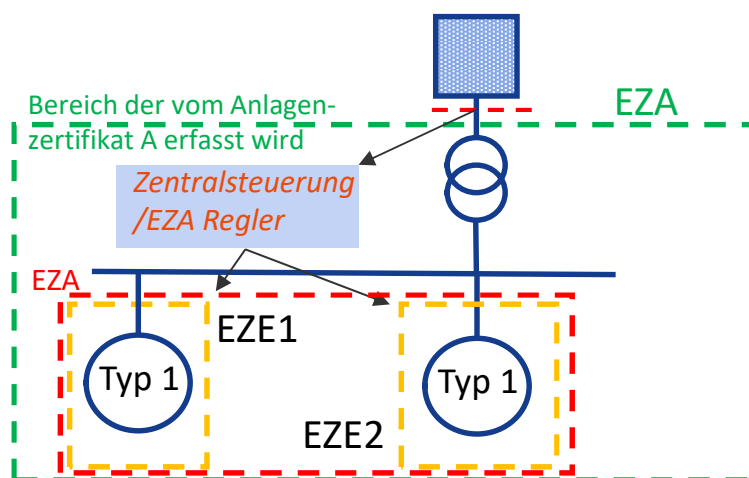 Bereich der vom Anlagen-
zertifikat A erfasst wird
EZA
Zentralsteuerung
/EZA Regler
EZA
EZE1
Typ 1
Typ 1
EZE2